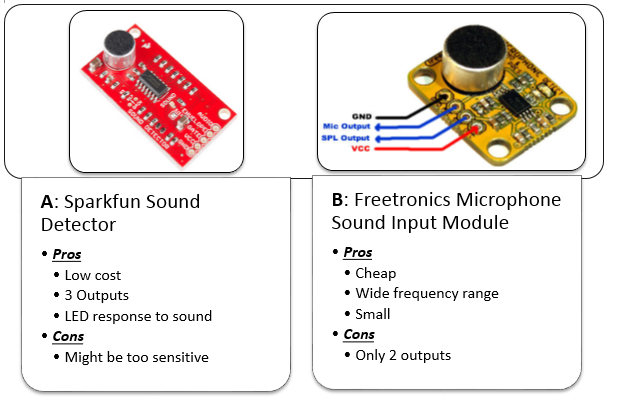 SOUND DETECTOR
GND
Mic Output
SPL Output
VCC
A: Sparkfun Sound
Detector
• Pros
• Low cost
• 3 Outputs
• LED response to sound
• Cons
• Might be too sensitive
B: Freetronics Microphone
Sound Input Module
• Pros
• Cheap
• Wide frequency range
• Small
• Cons
• Only 2 outputs